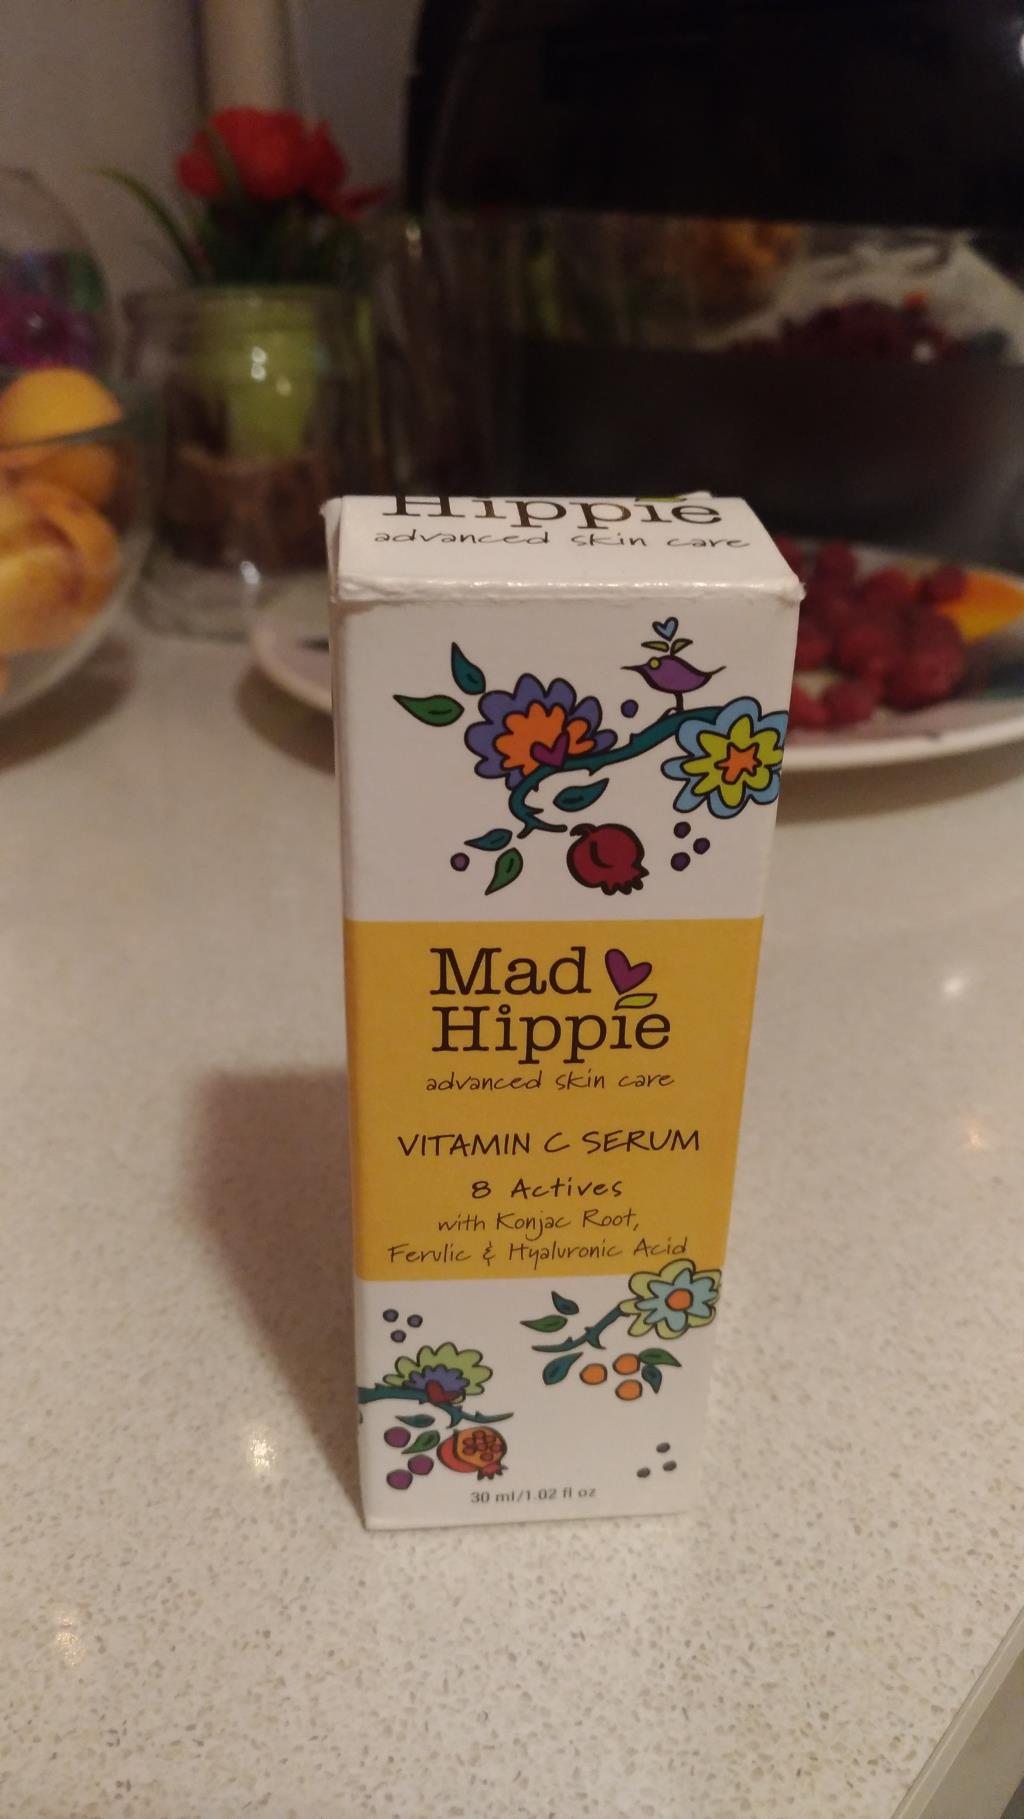 Hippie
advanced skin care
Mad
Hippie
advanced skin care
VITAMIN C SERUM
8 Actives
with Konjac Root,
Ferulic & Hyaluronic Acid
30 ml/1.02 fl oz